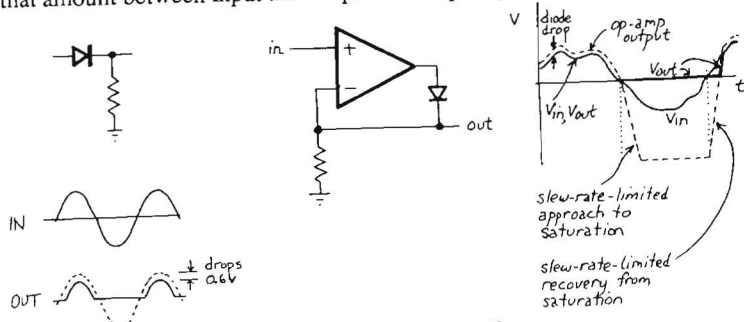 that amount between input and output
in
+
−
out
IN
OUT
drops
0.6V
V
diode
drop
op-amp
output
Vout
t
Vin, Vout
Vin
slew-rate-limited
approach to
saturation
slew-rate-limited
recovery from
saturation